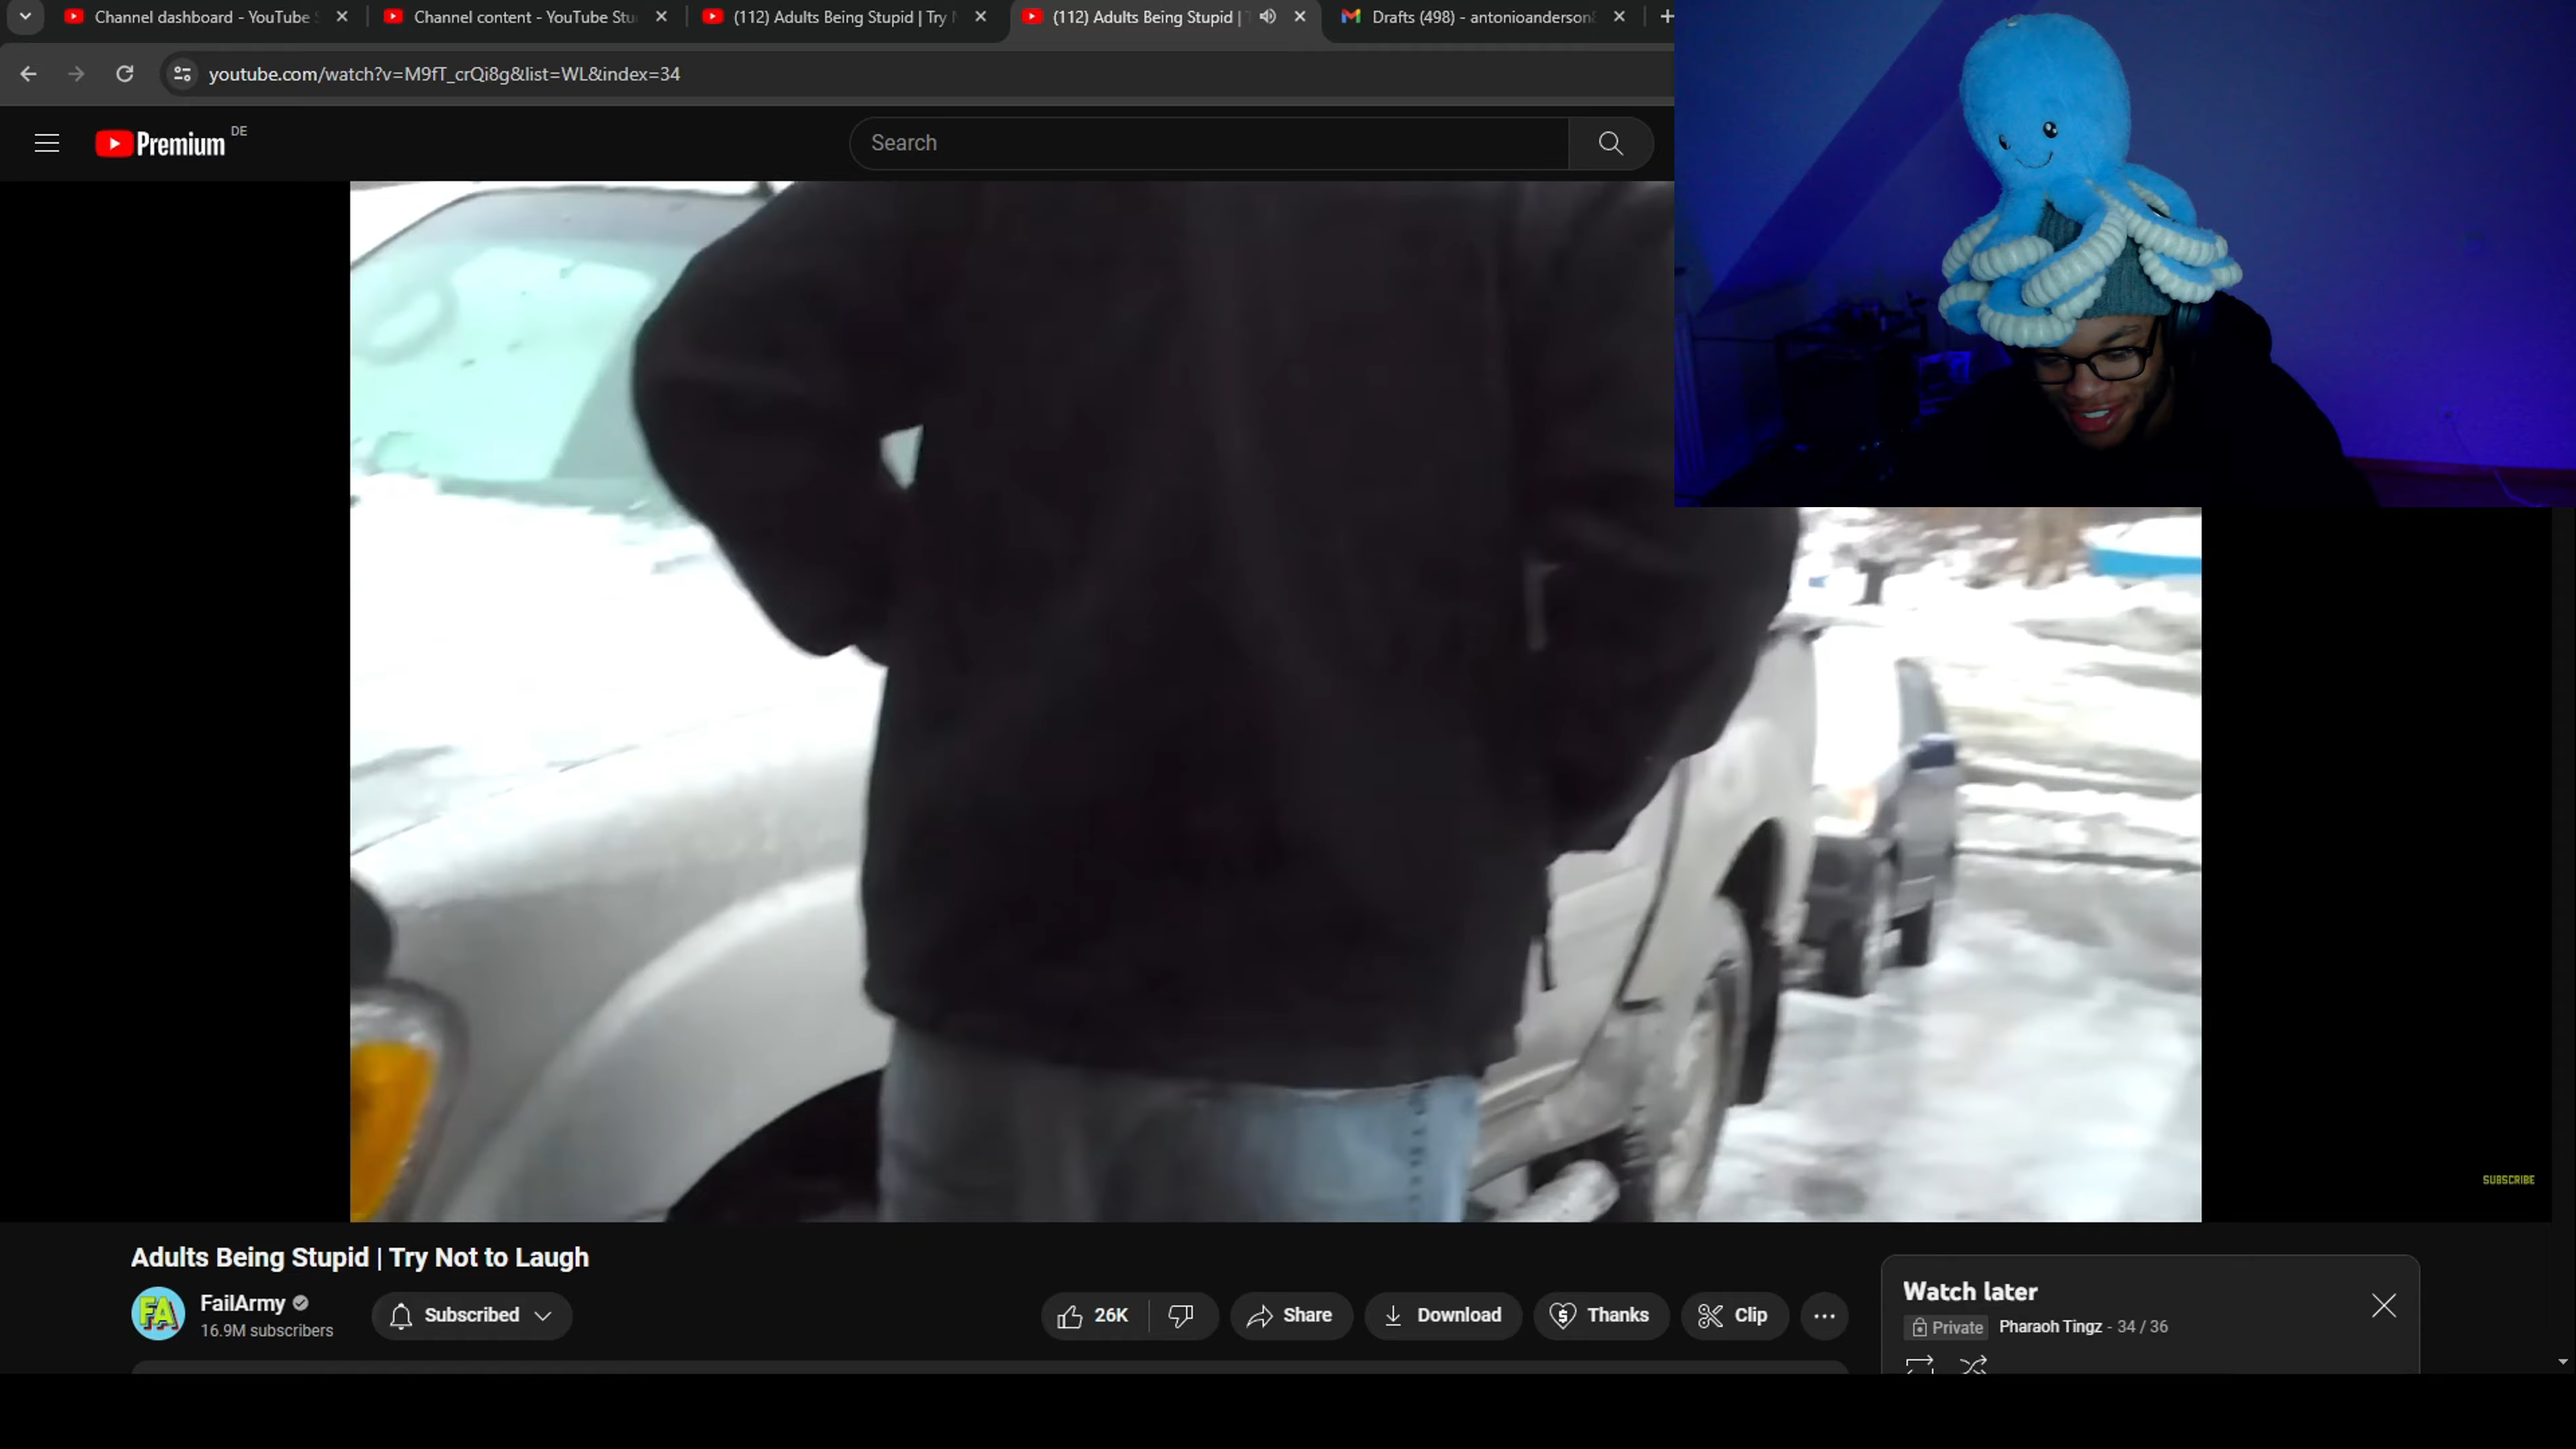 Channel dashboard - YouTube S
Channel content - YouTube Stu
(112) Adults Being Stupid | Try N
(112) Adults Being Stupid | T
Drafts (498) - antonioanderson
youtube.com/watch?v=M9fT_crQi8g&list=WL&index=34
Premium DE
Search
SUBSCRIBE
Adults Being Stupid | Try Not to Laugh
FA
FailArmy
16.9M subscribers
Subscribed
26K
Share
Download
Thanks
Clip
Watch later
Private Pharaoh Tingz - 34 / 36